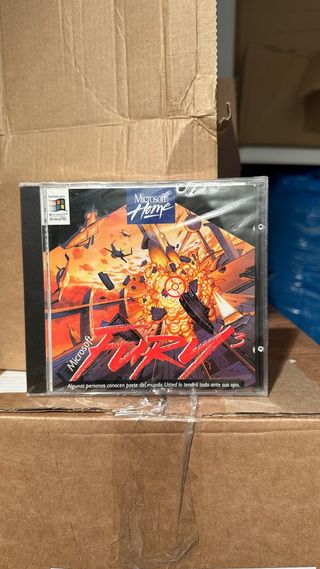 Microsoft
Home
Microsoft
FURY3
Algunas personas conocen parte del mundo. Usted lo tendrá todo ante sus ojos.